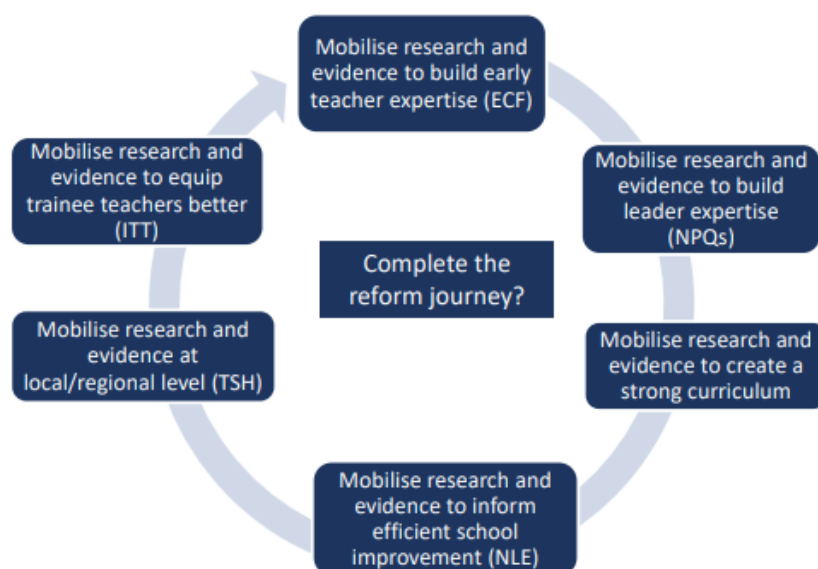 Mobilise research and
evidence to build early
teacher expertise (ECF)
Mobilise research and
evidence to build
leader expertise
(NPQs)
Mobilise research and
evidence to create a
strong curriculum
Mobilise research and
evidence to inform
efficient school
improvement (NLE)
Mobilise research and
evidence at
local/regional level (TSH)
Mobilise research and
evidence to equip
trainee teachers better
(ITT)
Complete the
reform journey?